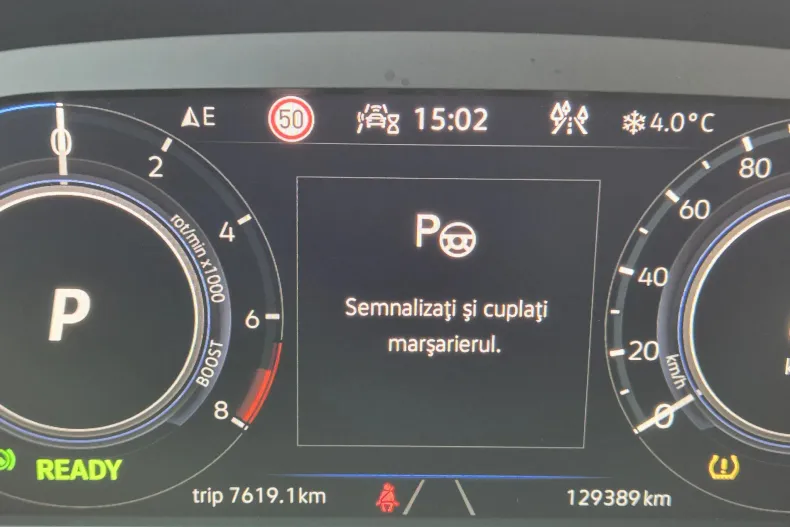 E
50
15:02
4.0°C
0
2
4
6
8
rot/min x1000
BOOST
P
READY
P
Semnalizaţi şi cuplaţi
marşarierul.
80
60
40
20
0
km/h
trip 7619.1km
129389km